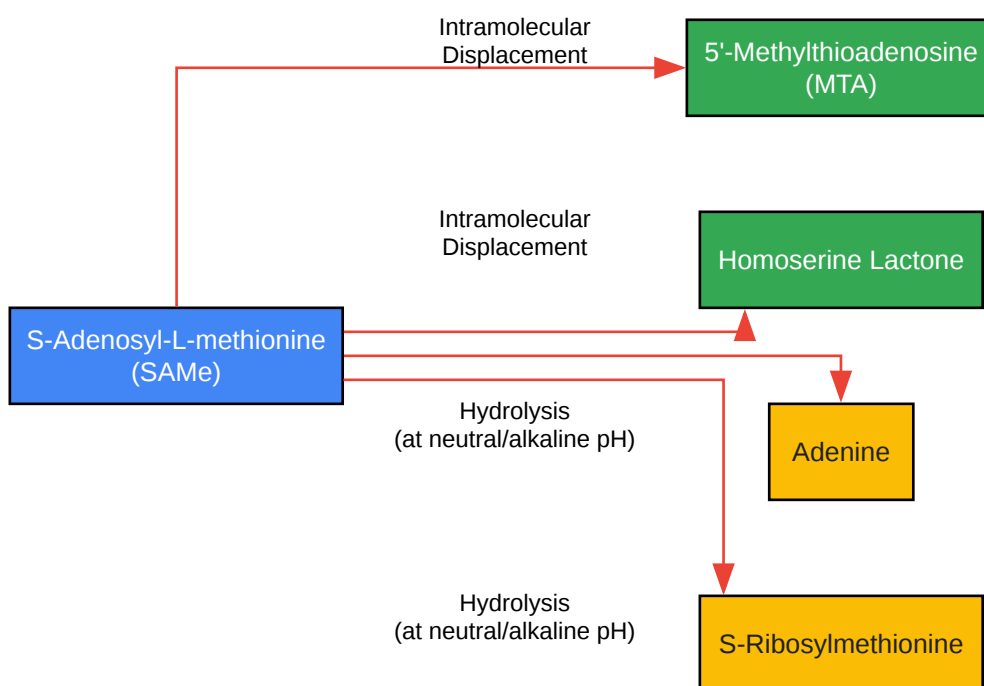 Intramolecular
Displacement
5'-Methylthioadenosine
(MTA)
Intramolecular
Displacement
Homoserine Lactone
S-Adenosyl-L-methionine
(SAMe)
Hydrolysis
(at neutral/alkaline pH)
Adenine
Hydrolysis
(at neutral/alkaline pH)
S-Ribosylmethionine